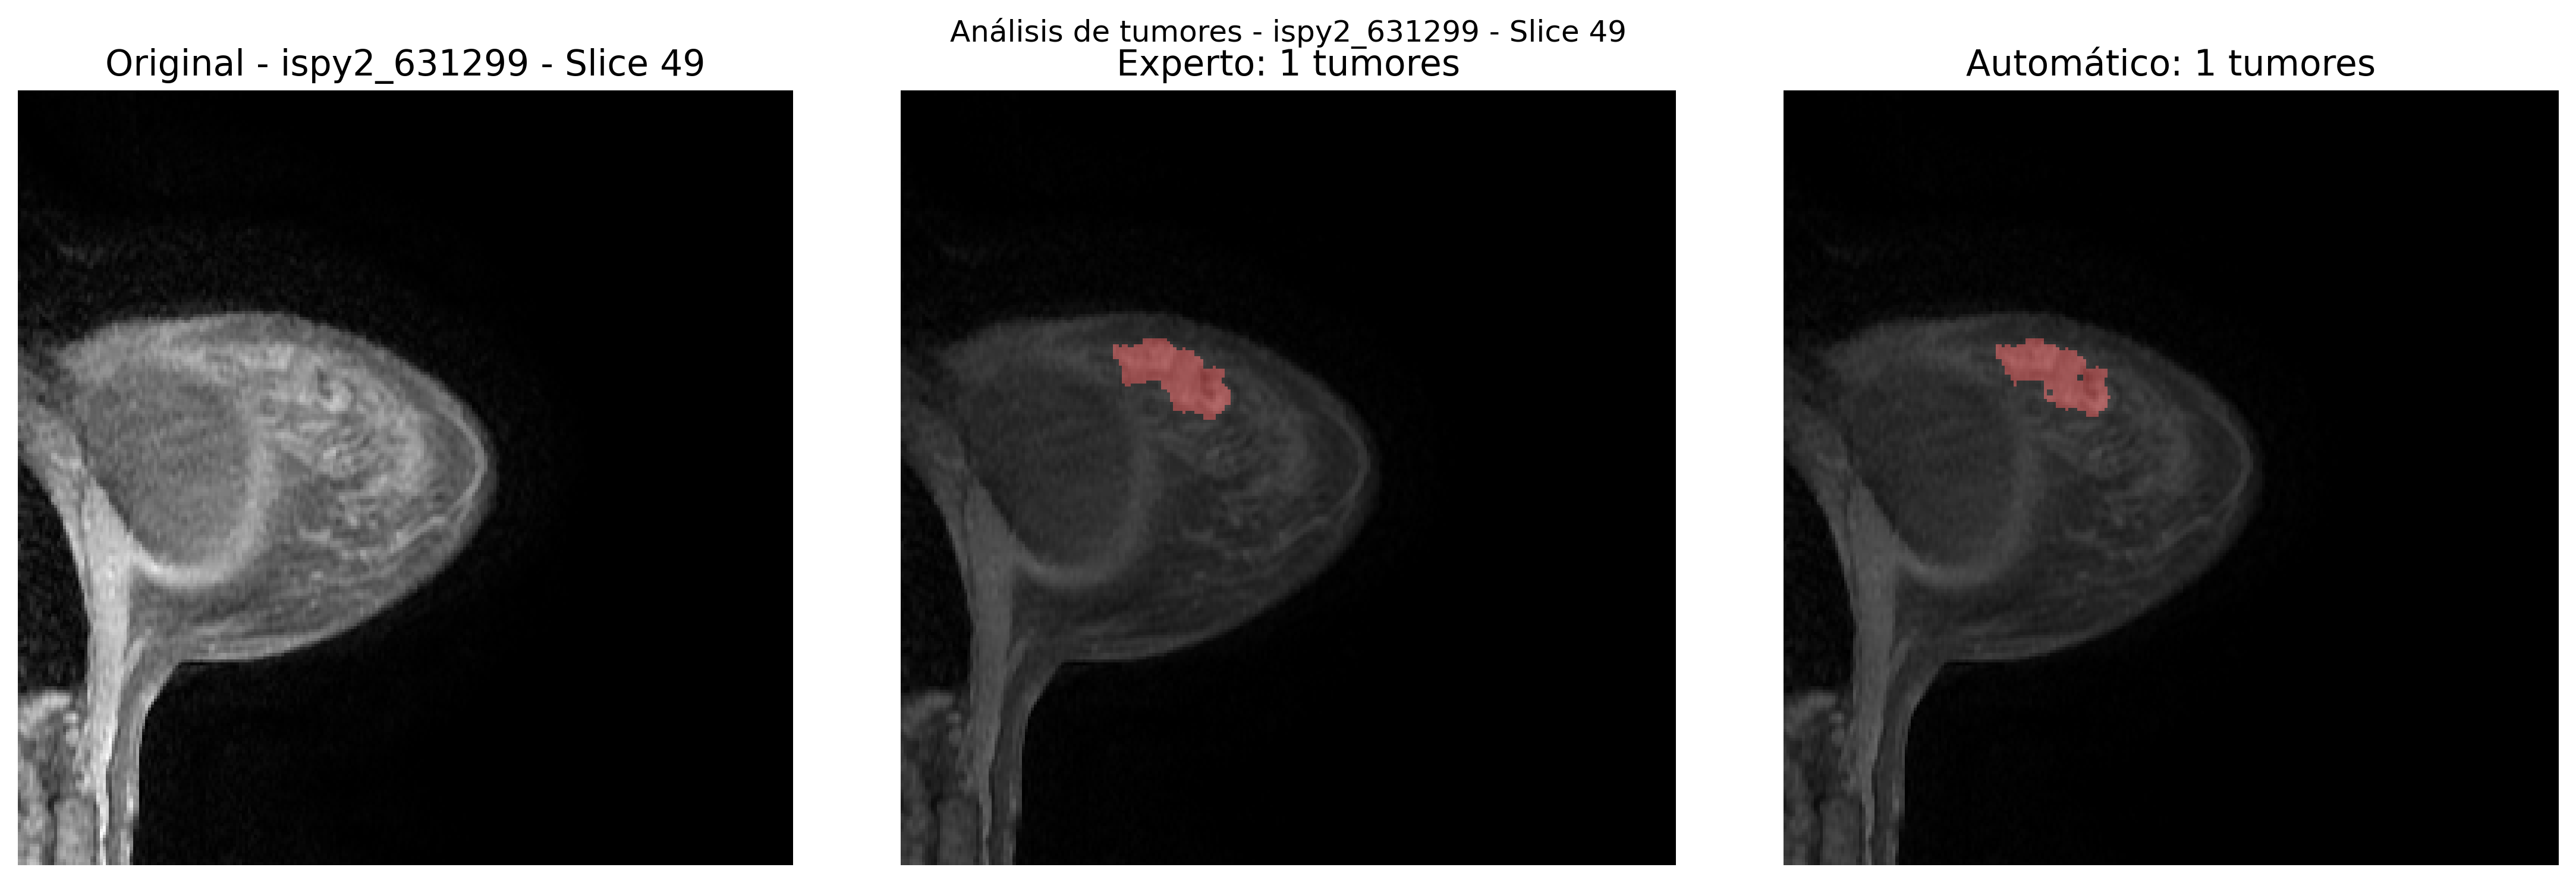 Análisis de tumores - ispy2_631299 - Slice 49
Original - ispy2_631299 - Slice 49
Experto: 1 tumores
Automático: 1 tumores